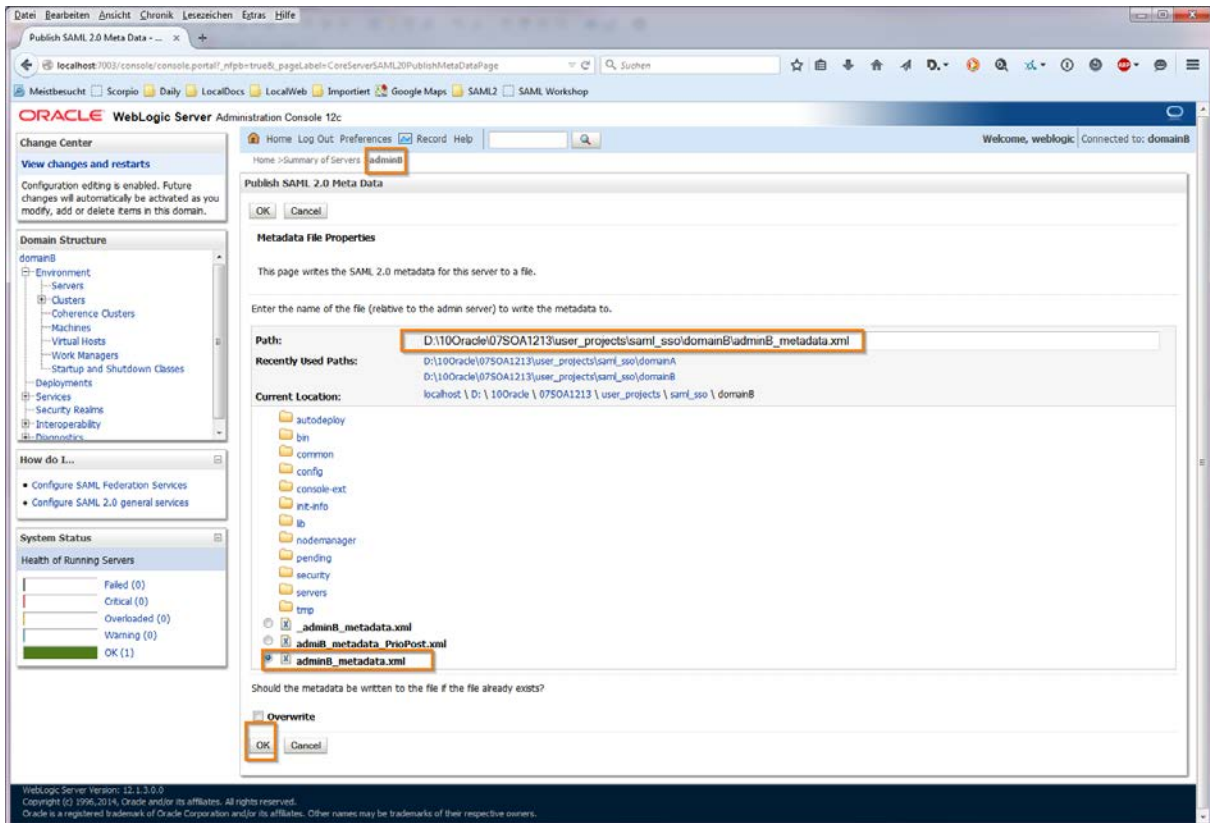 Datei Bearbeiten Ansicht Chronik Lesezeichen Extras Hilfe
Publish SAML 2.0 Meta Data - ... × +
localhost:7003/console/console.portal?_nfpb=true&_pageLabel=CoreServerSAML20PublishMetaDataPage Suchen
Meistbesucht Scorpio Daily LocalDocs LocalWeb Importiert Google Maps SAML2 SAML Workshop
ORACLE WebLogic Server Administration Console 12c
Change Center
View changes and restarts
Configuration editing is enabled. Future
changes will automatically be activated as you
modify, add or delete items in this domain.
Domain Structure
domainB
Environment
Servers
Clusters
Coherence Clusters
Machines
Virtual Hosts
Work Managers
Startup and Shutdown Classes
Deployments
Services
Security Realms
Interoperability
Diagnostics
How do I...
Configure SAML Federation Services
Configure SAML 2.0 general services
System Status
Health of Running Servers
Failed (0)
Critical (0)
Overloaded (0)
Warning (0)
OK (1)
Home Log Out Preferences Record Help
Welcome, weblogic Connected to: domainB
Home >Summary of Servers >adminB
Publish SAML 2.0 Meta Data
OK Cancel
Metadata File Properties
This page writes the SAML 2.0 metadata for this server to a file.
Enter the name of the file (relative to the admin server) to write the metadata to.
Path: D:\10Oracle\07SOA1213\user_projects\saml_sso\domainB\adminB_metadata.xml
Recently Used Paths: D:\10Oracle\07SOA1213\user_projects\saml_sso\domainA
D:\10Oracle\07SOA1213\user_projects\saml_sso\domainB
Current Location: localhost \ D: \ 10Oracle \ 07SOA1213 \ user_projects \ saml_sso \ domainB
autodeploy
bin
common
config
console-ext
init-info
lib
nodemanager
pending
security
servers
tmp
_adminB_metadata.xml
admiB_metadata_PrioPost.xml
adminB_metadata.xml
Should the metadata be written to the file if the file already exists?
Overwrite
OK Cancel
WebLogic Server Version: 12.1.3.0.0
Copyright (c) 1996,2014, Oracle and/or its affiliates. All rights reserved.
Oracle is a registered trademark of Oracle Corporation and/or its affiliates. Other names may be trademarks of their respective owners.